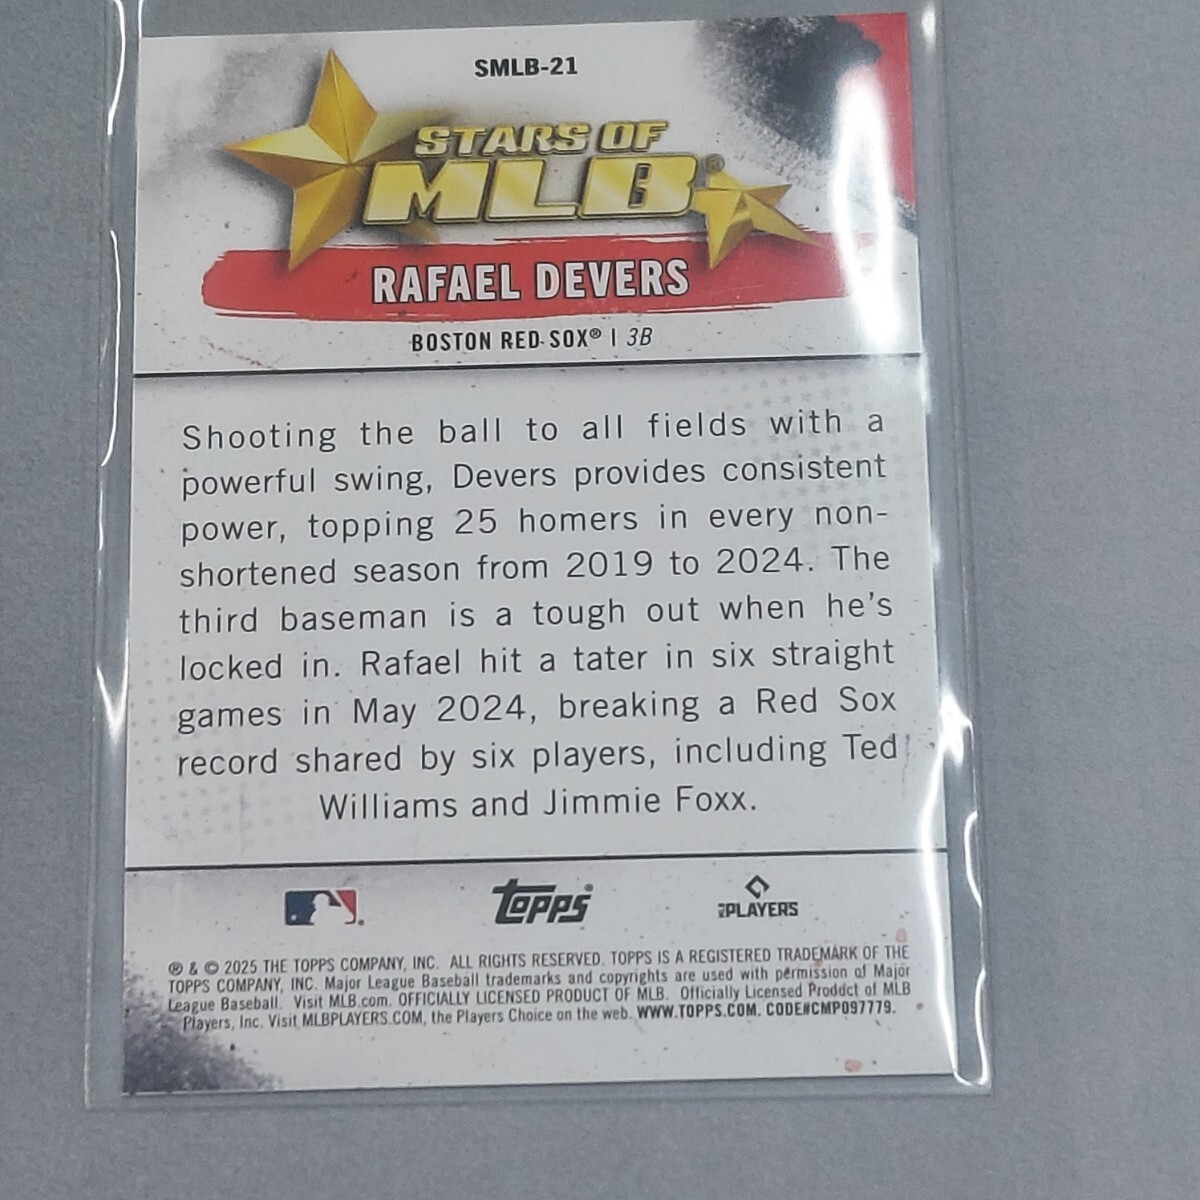 SMLB-21
STARS OF
MLB®
RAFAEL DEVERS
BOSTON RED SOX® | 3B
Shooting the ball to all fields with a
powerful swing, Devers provides consistent
power, topping 25 homers in every non-
shortened season from 2019 to 2024. The
third baseman is a tough out when he's
locked in. Rafael hit a tater in six straight
games in May 2024, breaking a Red Sox
record shared by six players, including Ted
Williams and Jimmie Foxx.
topps®
PLAYERS
® & © 2025 THE TOPPS COMPANY, INC. ALL RIGHTS RESERVED. TOPPS IS A REGISTERED TRADEMARK OF THE
TOPPS COMPANY, INC. Major League Baseball trademarks and copyrights are used with permission of Major
League Baseball. Visit MLB.com. OFFICIALLY LICENSED PRODUCT OF MLB. Officially Licensed Product of MLB
Players, Inc. Visit MLBPLAYERS.COM, the Players Choice on the web. WWW.TOPPS.COM. CODE#CMP097779.